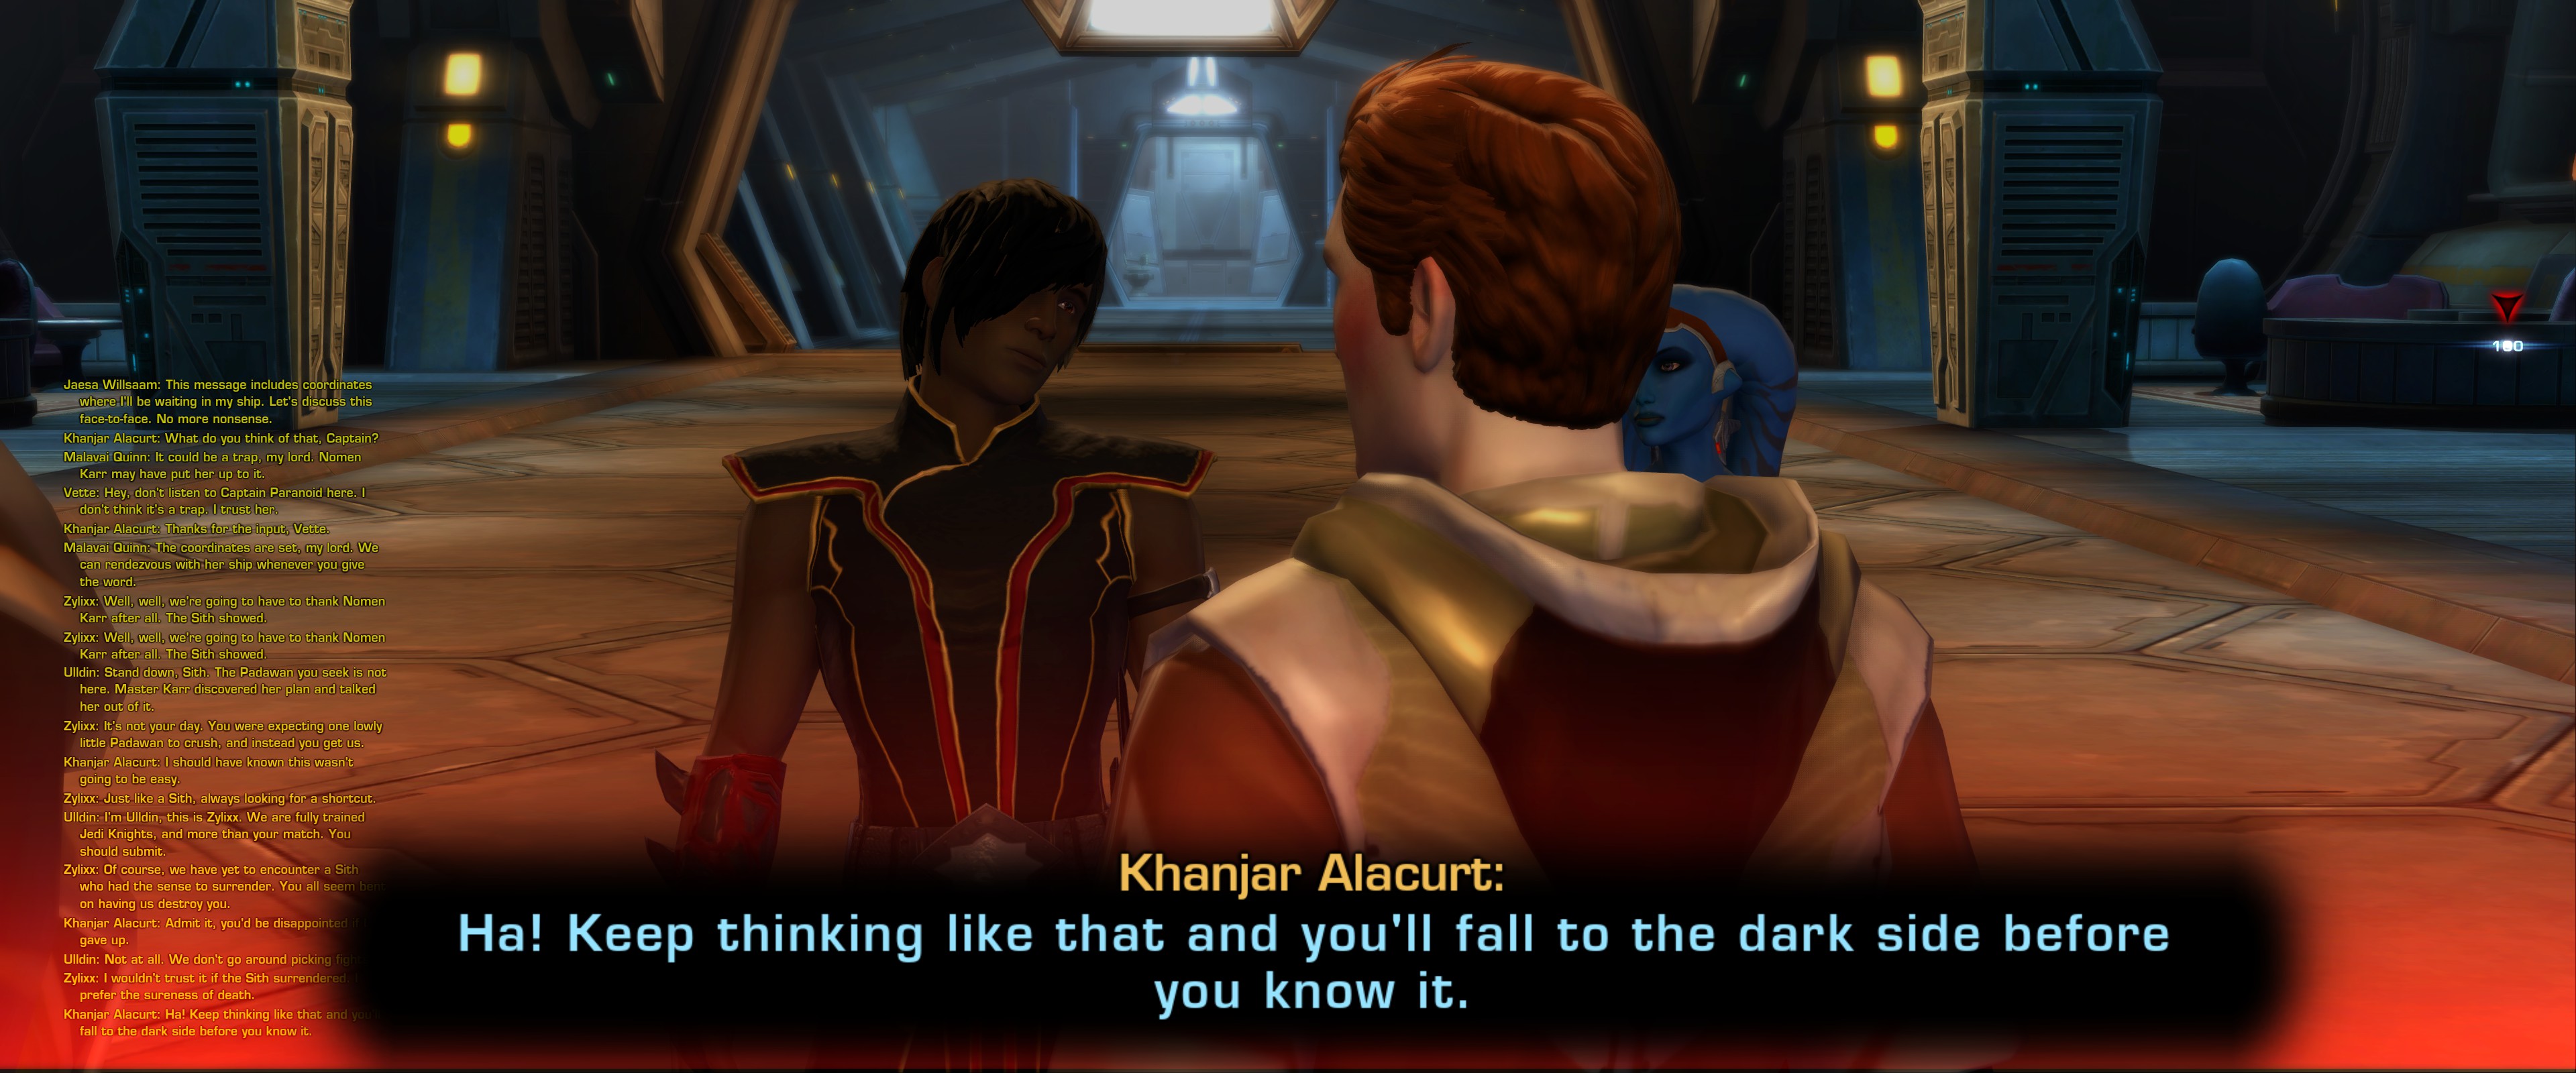 Jaesa Willsaam: This message includes coordinates
where I'll be waiting in my ship. Let's discuss this
face-to-face. No more nonsense.
Khanjar Alacurt: What do you think of that, Captain?
Malavai Quinn: It could be a trap, my lord. Nomen
Karr may have put her up to it.
Vette: Hey, don't listen to Captain Paranoid here. I
don't think it's a trap. I trust her.
Khanjar Alacurt: Thanks for the input, Vette.
Malavai Quinn: The coordinates are set, my lord. We
can rendezvous with her ship whenever you give
the word.
Zylixx: Well, well, we're going to have to thank Nomen
Karr after all. The Sith showed.
Zylixx: Well, well, we're going to have to thank Nomen
Karr after all. The Sith showed.
Ulldin: Stand down, Sith. The Padawan you seek is not
here. Master Karr discovered her plan and talked
her out of it.
Zylixx: It's not your day. You were expecting one lowly
little Padawan to crush, and instead you get us.
Khanjar Alacurt: I should have known this wasn't
going to be easy.
Zylixx: Just like a Sith, always looking for a shortcut.
Ulldin: I'm Ulldin, this is Zylixx. We are fully trained
Jedi Knights, and more than your match. You
should submit.
Zylixx: Of course, we have yet to encounter a Sith
who had the sense to surrender. You all seem bent
on having us destroy you.
Khanjar Alacurt: Admit it, you'd be disappointed if
gave up.
Ulldin: Not at all. We don't go around picking
Zylixx: I wouldn't trust it if the Sith surrendered.
prefer the sureness of death.
Khanjar Alacurt: Ha! Keep thinking like that and you'll
fall to the dark side before you know it.
100
Khanjar Alacurt:
Ha! Keep thinking like that and you'll fall to the dark side before
you know it.